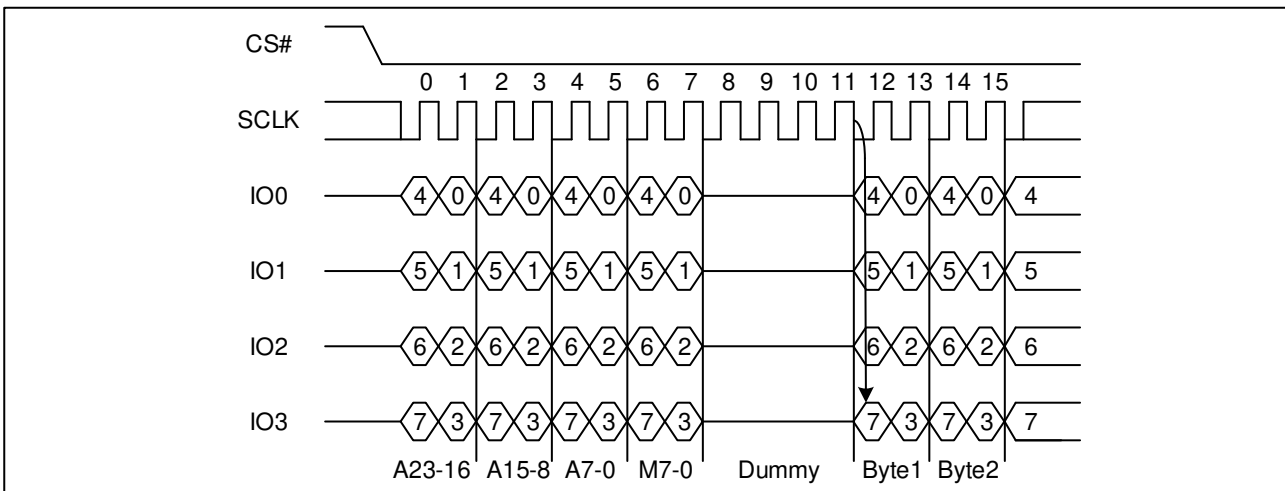 CS#
0 1 2 3 4 5 6 7 8 9 10 11 12 13 14 15
SCLK
IO0 4 0 4 0 4 0 4 0 4 0 4 0 4
IO1 5 1 5 1 5 1 5 1 5 1 5 1 5
IO2 6 2 6 2 6 2 6 2 6 2 6 2 6
IO3 7 3 7 3 7 3 7 3 7 3 7 3 7
A23-16 A15-8 A7-0 M7-0 Dummy Byte1 Byte2